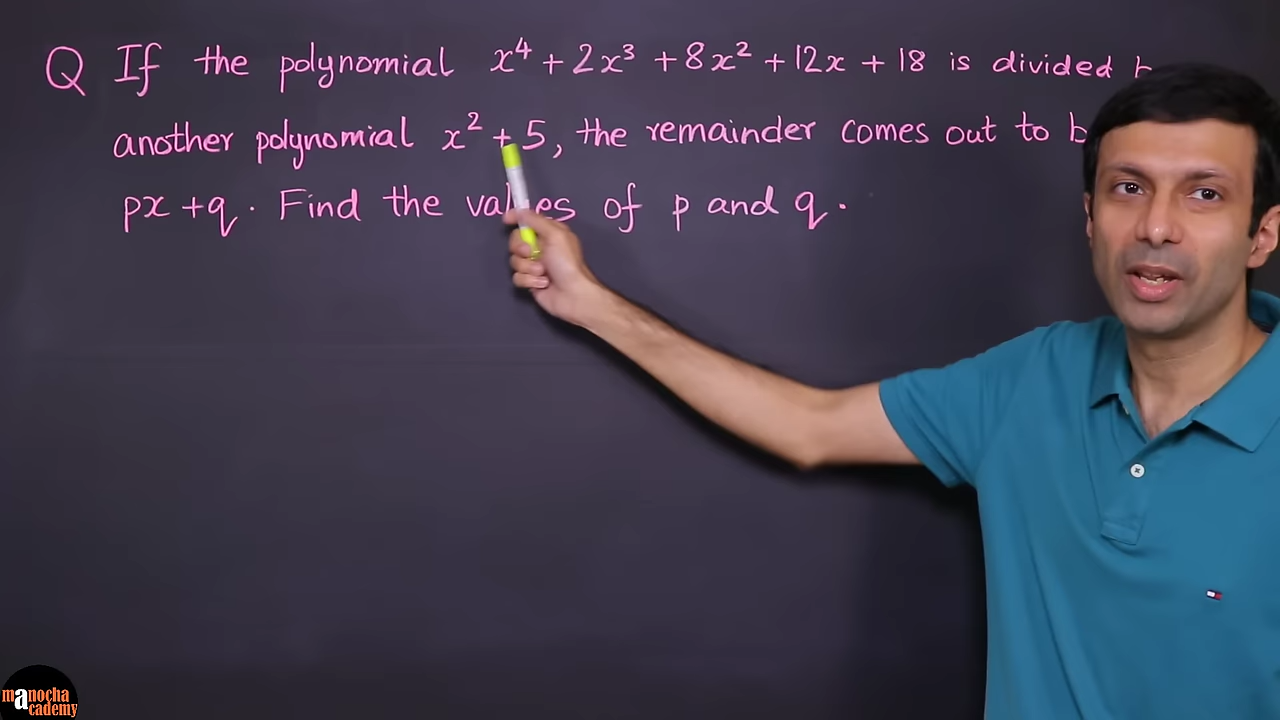 Q If the polynomial x⁴ + 2x³ + 8x² + 12x + 18 is divided
another polynomial x² + 5, the remainder comes out to
px + q. Find the values of p and q.
manocha
academy